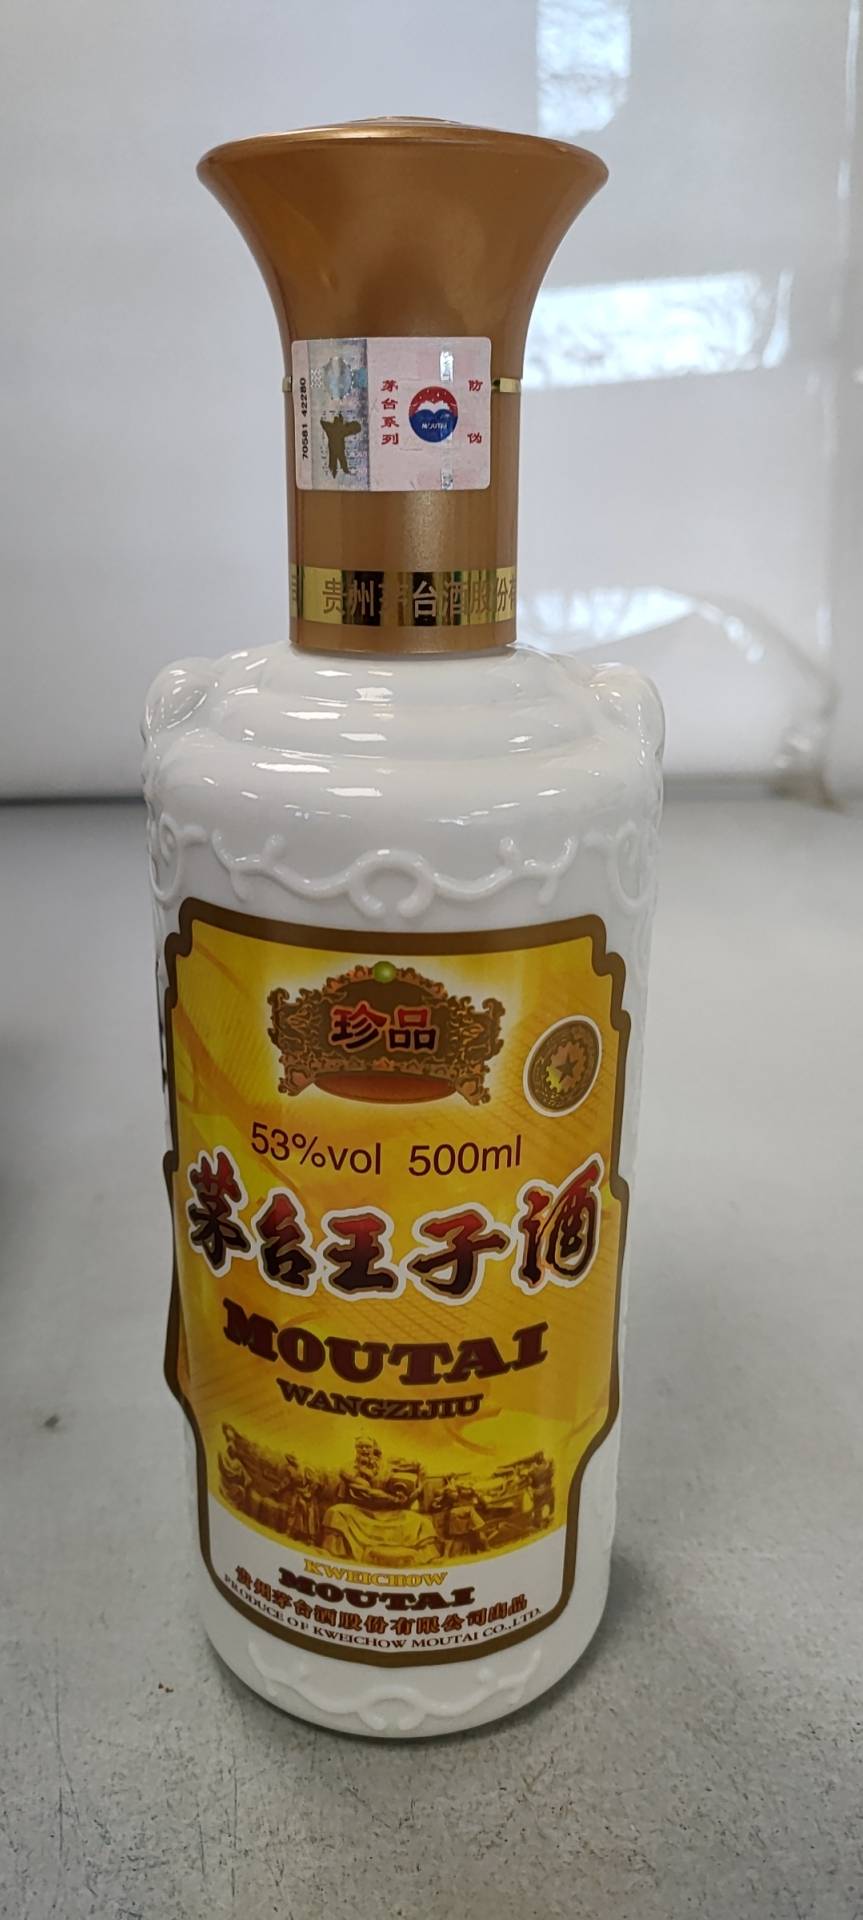 70581 42280
茅台系列
MOUTAI
防伪
贵州茅台酒股份有
珍品
53%vol 500ml
茅台王子酒
MOUTAI
WANGZIJIU
KWEICHOW
MOUTAI
贵州茅台酒股份有限公司出品
PRODUCE OF KWEICHOW MOUTAI CO.,LTD.